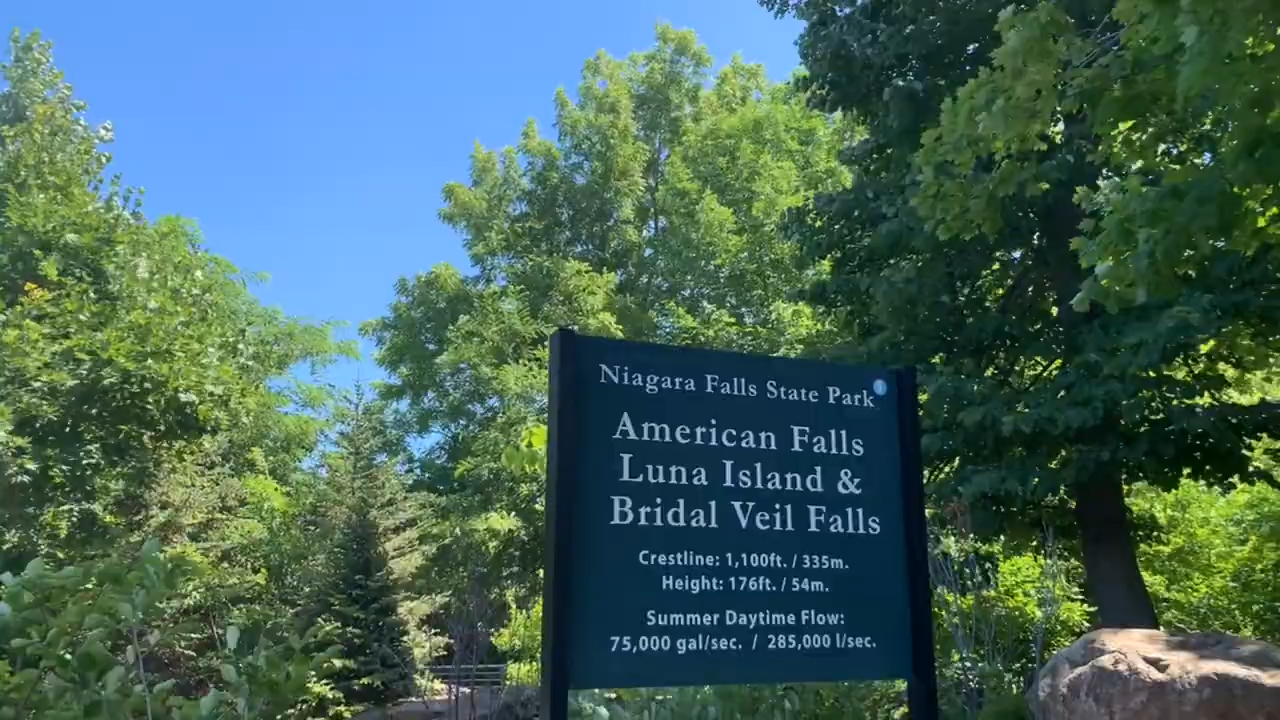 Niagara Falls State Park
American Falls
Luna Island &
Bridal Veil Falls
Crestline: 1,100ft. / 335m.
Height: 176ft. / 54m.
Summer Daytime Flow:
75,000 gal/sec. / 285,000 l/sec.